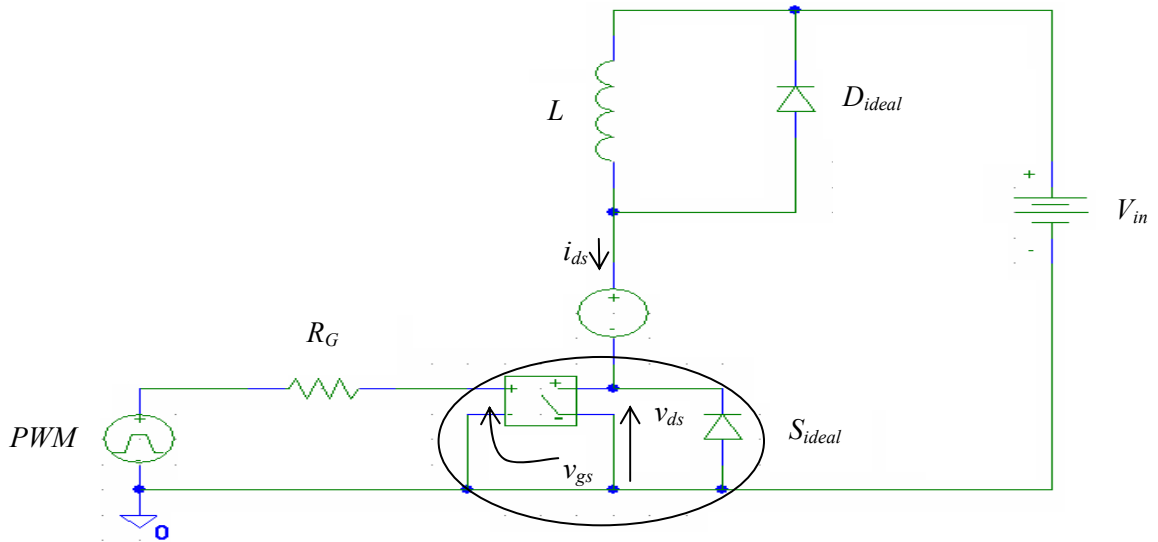 L
D_ideal
+
V_in
-
i_ds
+
-
R_G
+
-
+
-
PWM
+
v_ds
S_ideal
v_gs
0